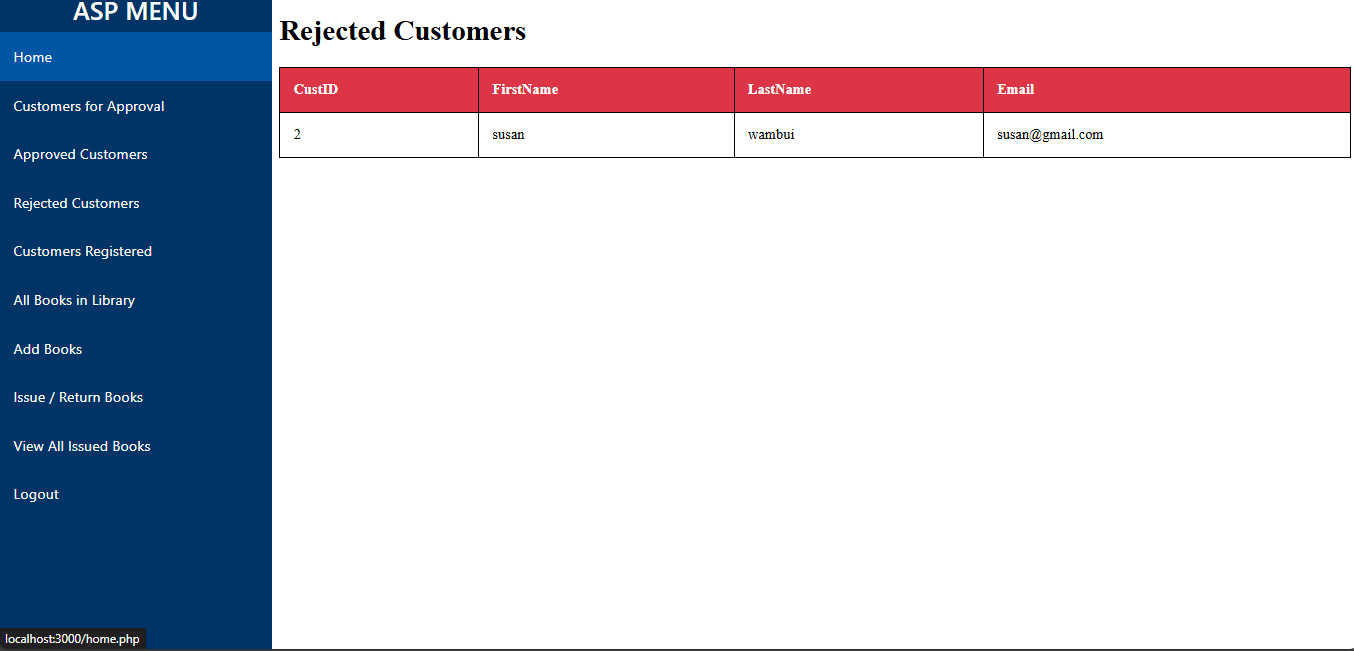 ASP MENU
Home
Customers for Approval
Approved Customers
Rejected Customers
Customers Registered
All Books in Library
Add Books
Issue / Return Books
View All Issued Books
Logout
localhost:3000/home.php
Rejected Customers
CustID FirstName LastName Email
2 susan wambui susan@gmail.com